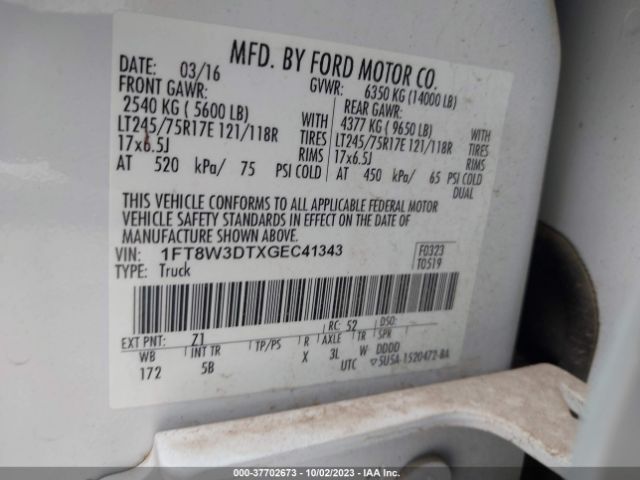 MFD. BY FORD MOTOR CO.
DATE: 03/16 GVWR: 6350 KG (14000 LB)
FRONT GAWR: REAR GAWR:
2540 KG ( 5600 LB) WITH 4377 KG ( 9650 LB) WITH
LT245/75R17E 121/118R TIRES LT245/75R17E 121/118R TIRES
17x6.5J RIMS 17x6.5J RIMS
AT 520 kPa/ 75 PSI COLD AT 450 kPa/ 65 PSI COLD
DUAL
THIS VEHICLE CONFORMS TO ALL APPLICABLE FEDERAL MOTOR
VEHICLE SAFETY STANDARDS IN EFFECT ON THE DATE OF
MANUFACTURE SHOWN ABOVE.
VIN: 1FT8W3DTXGEC41343 F0323
TYPE: Truck T0519
EXT PNT: Z1 RC: 52 DSO:
WB INT TR TP/PS R AXLE TR SPR
172 5B X 3L W DDDD
UTC ▽5U5A-1520472-BA
000-37702673 - 10/02/2023 - IAA Inc.